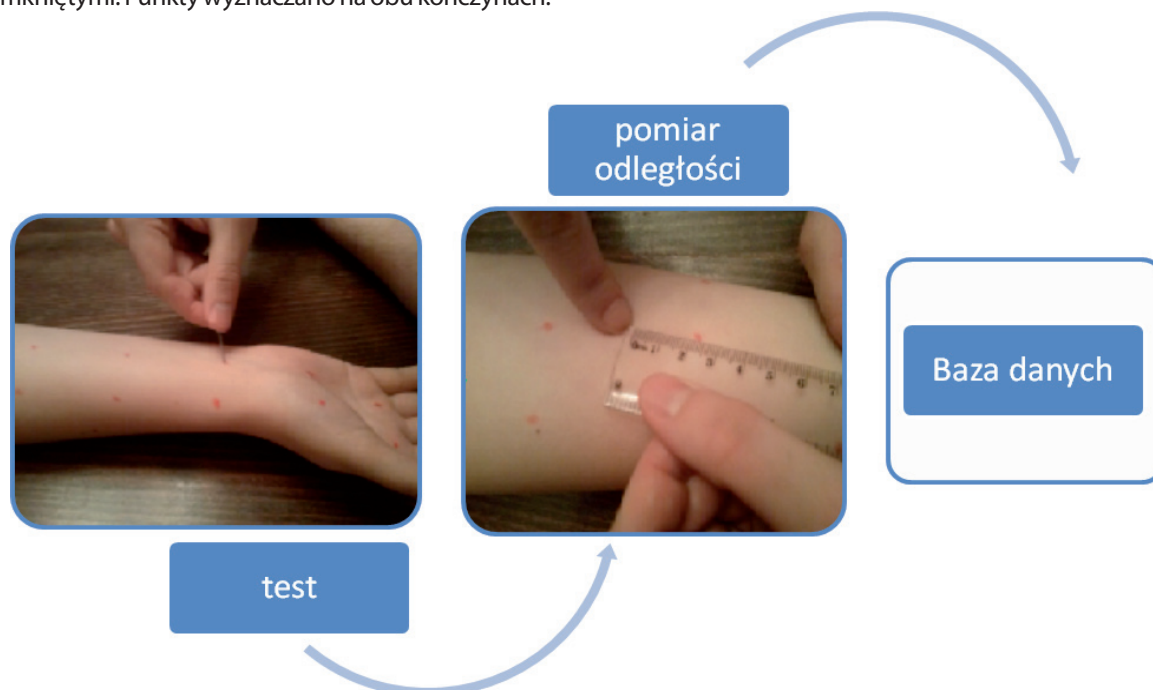 Punkty wyznaczano na obu kończynach.
pomiar
odległości
Baza danych
test